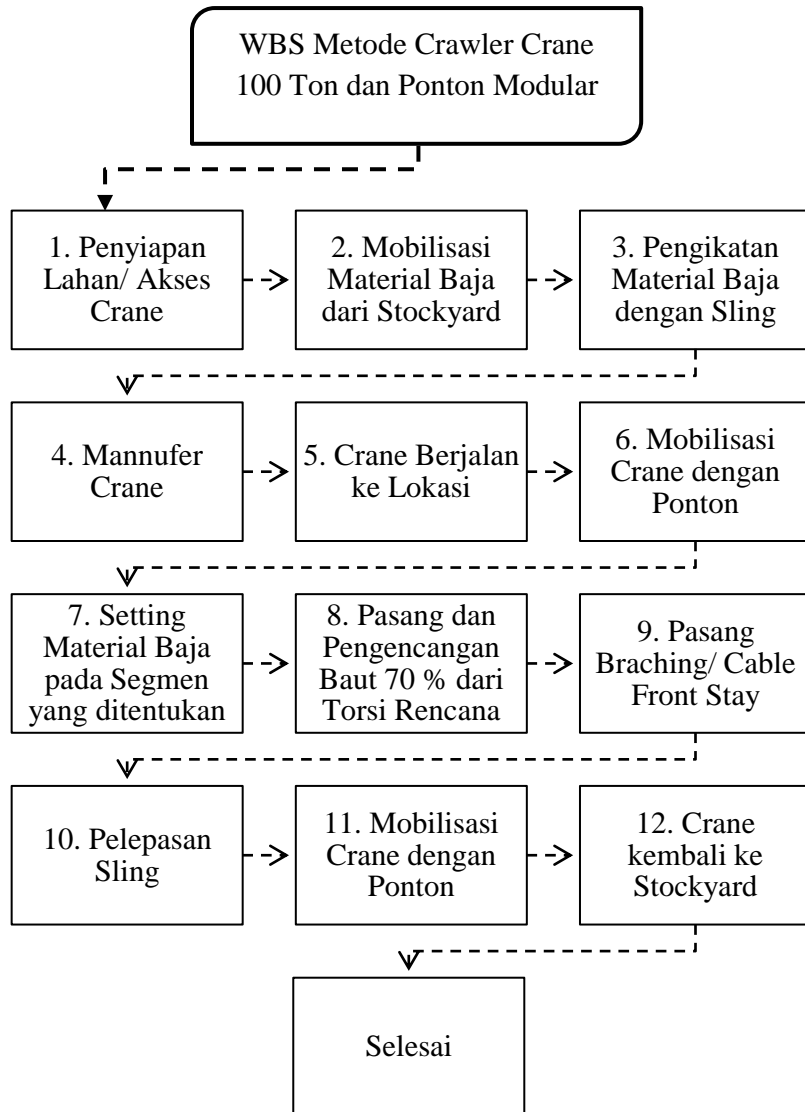 WBS Metode Crawler Crane
100 Ton dan Ponton Modular
1. Penyiapan
Lahan/ Akses
Crane
2. Mobilisasi
Material Baja
dari Stockyard
3. Pengikatan
Material Baja
dengan Sling
4. Mannufer
Crane
5. Crane Berjalan
ke Lokasi
6. Mobilisasi
Crane dengan
Ponton
7. Setting
Material Baja
pada Segmen
yang ditentukan
8. Pasang dan
Pengencangan
Baut 70 % dari
Torsi Rencana
9. Pasang
Braching/ Cable
Front Stay
10. Pelepasan
Sling
11. Mobilisasi
Crane dengan
Ponton
12. Crane
kembali ke
Stockyard
Selesai